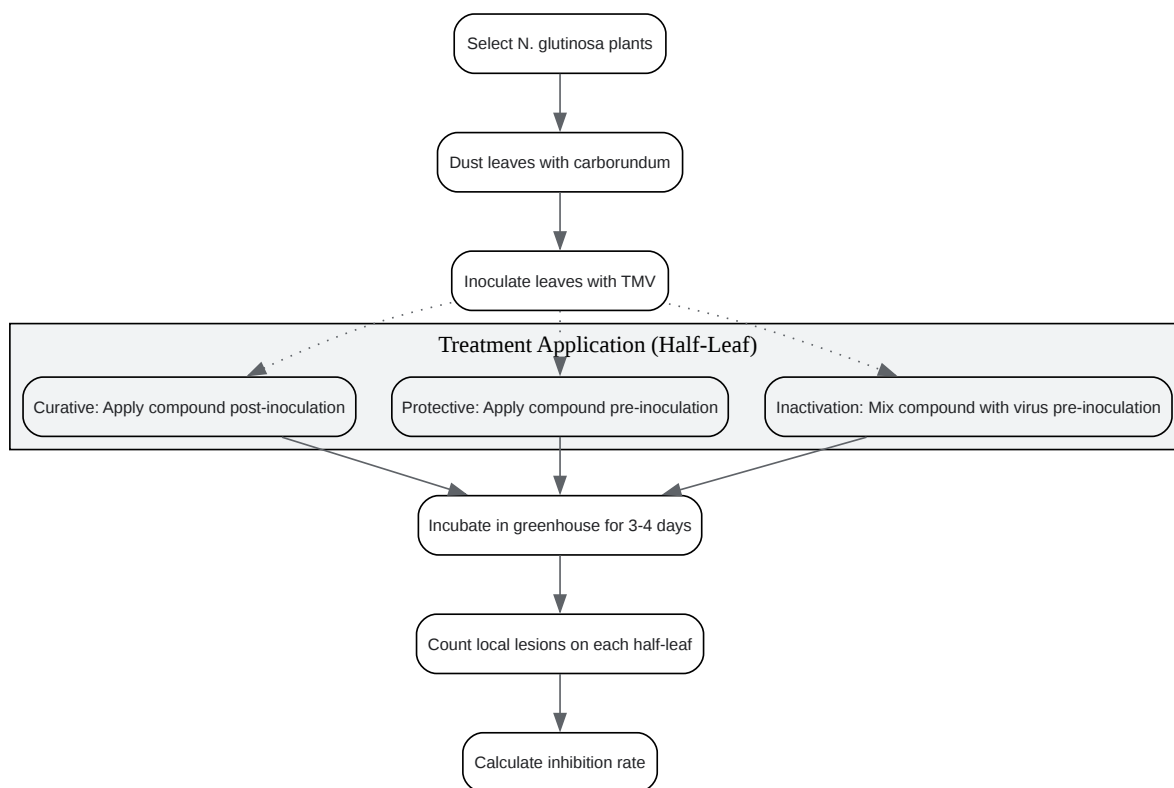 Select N. glutinosa plants
Dust leaves with carborundum
Inoculate leaves with TMV
Treatment Application (Half-Leaf)
Curative: Apply compound post-inoculation
Protective: Apply compound pre-inoculation
Inactivation: Mix compound with virus pre-inoculation
Incubate in greenhouse for 3-4 days
Count local lesions on each half-leaf
Calculate inhibition rate